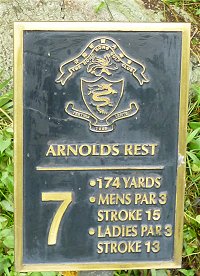 ARNOLDS REST
7
•174 YARDS
•MENS PAR 3
STROKE 15
•LADIES PAR 3
STROKE 13